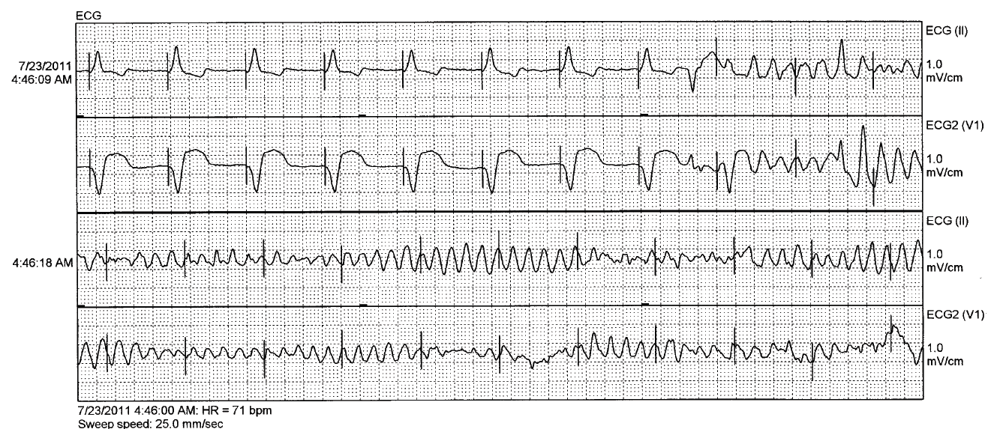 ECG
7/23/2011
4:46:09 AM
ECG (II)
1.0
mV/cm
ECG2 (V1)
1.0
mV/cm
4:46:18 AM
ECG (II)
1.0
mV/cm
ECG2 (V1)
1.0
mV/cm
7/23/2011 4:46:00 AM: HR = 71 bpm
Sweep speed: 25.0 mm/sec